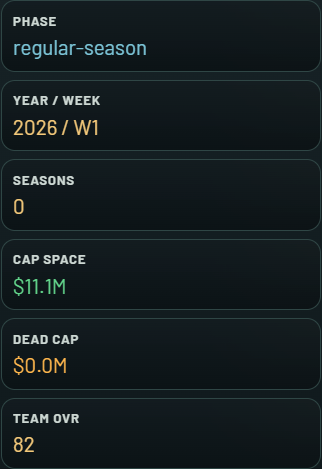 PHASE
regular-season
YEAR / WEEK
2026 / W1
SEASONS
0
CAP SPACE
$11.1M
DEAD CAP
$0.0M
TEAM OVR
82